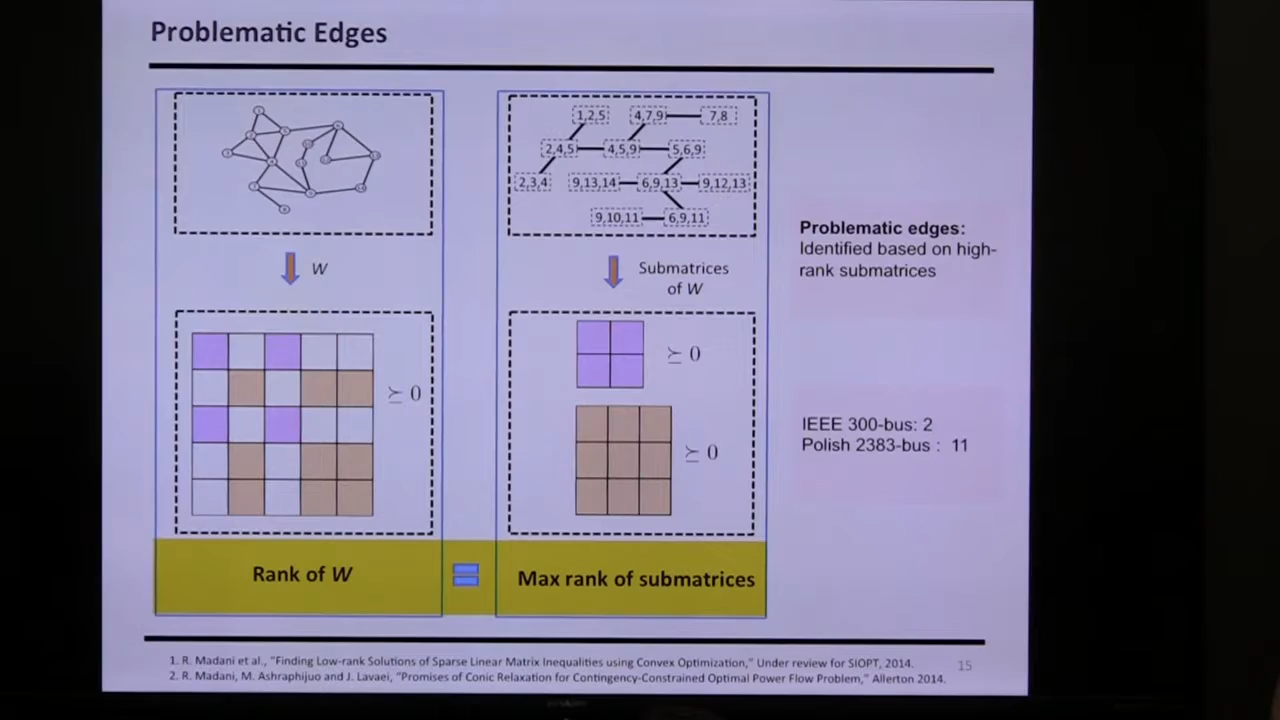 Problematic Edges
1,2,5
4,7,9
7,8
2,4,5
4,5,9
5,6,9
2,3,4
9,13,14
6,9,13
9,12,13
9,10,11
6,9,11
W
Submatrices
of W
⪰ 0
⪰ 0
⪰ 0
Rank of W
=
Max rank of submatrices
Problematic edges:
Identified based on high-
rank submatrices
IEEE 300-bus: 2
Polish 2383-bus : 11
1. R. Madani et al., "Finding Low-rank Solutions of Sparse Linear Matrix Inequalities using Convex Optimization," Under review for SIOPT, 2014.
2. R. Madani, M. Ashraphijuo and J. Lavaei, "Promises of Conic Relaxation for Contingency-Constrained Optimal Power Flow Problem," Allerton 2014.
15